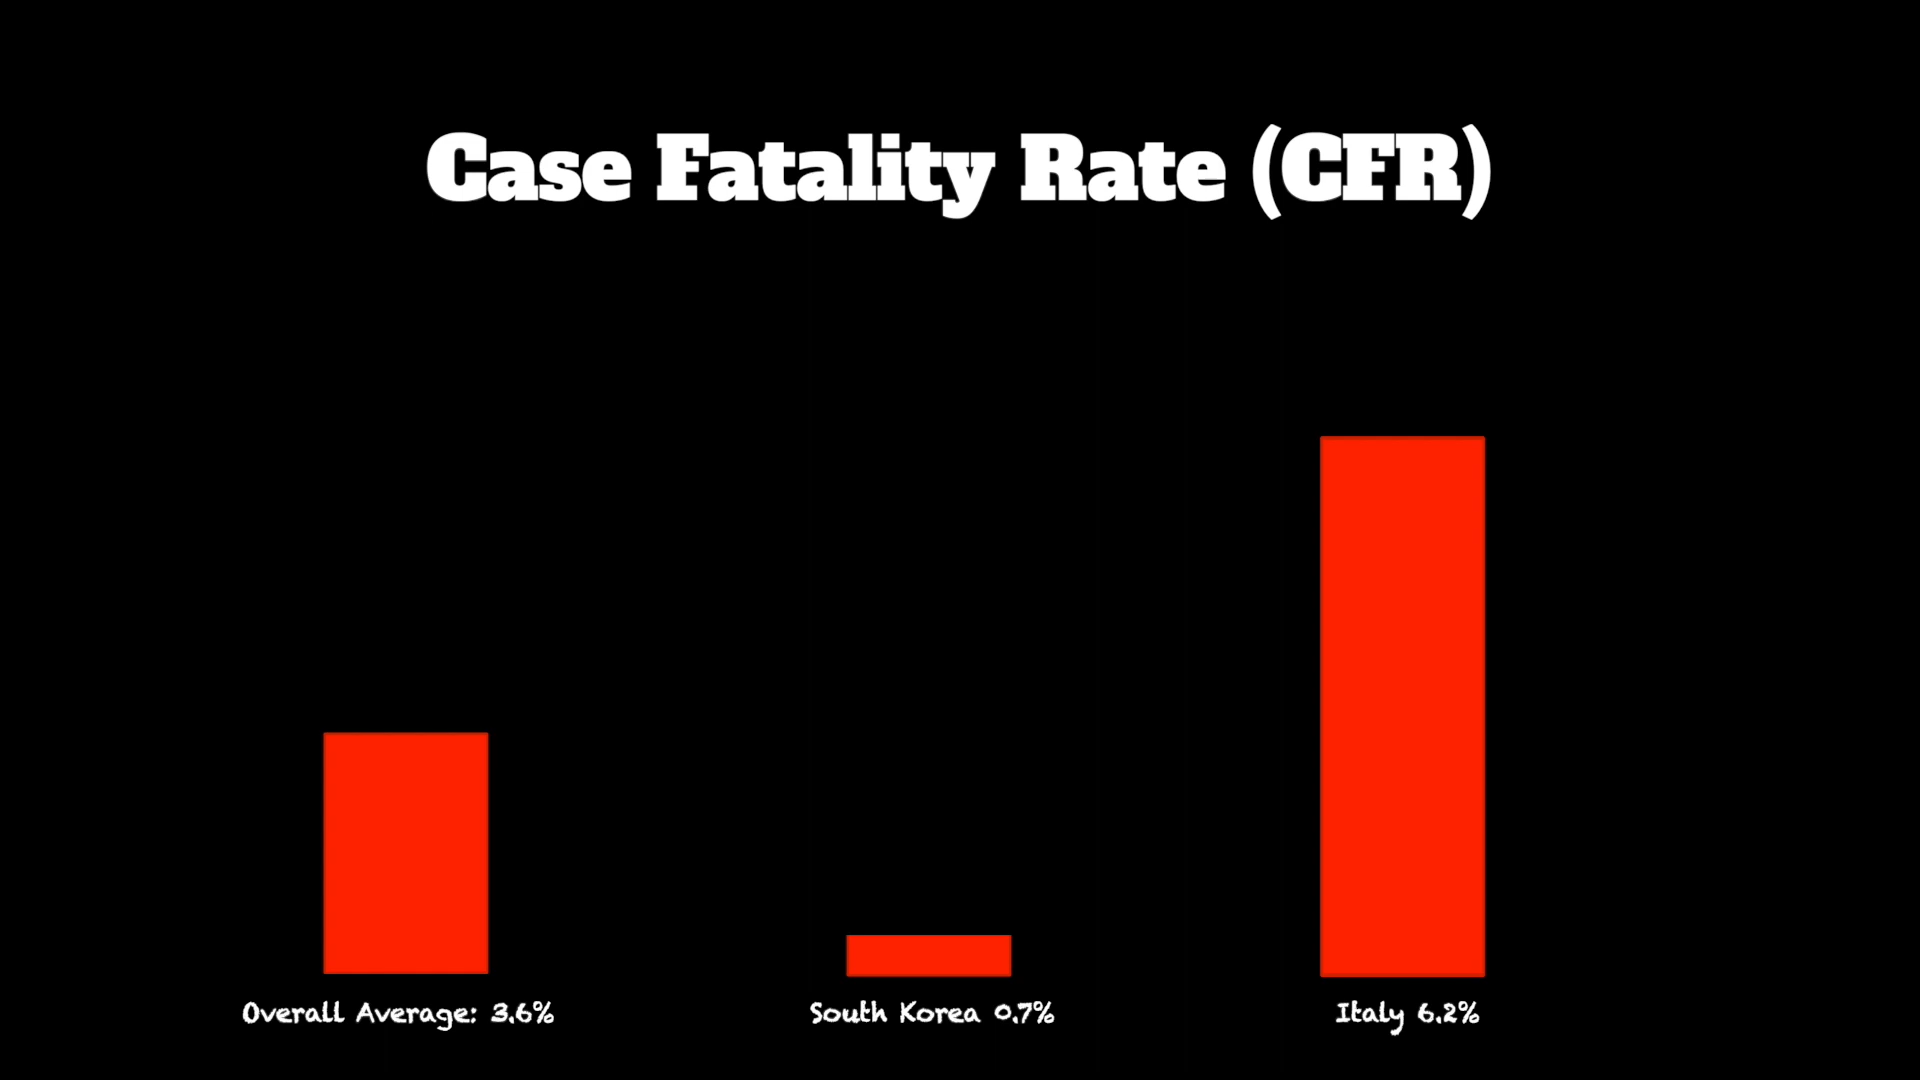 Case Fatality Rate (CFR)
Overall Average: 3.6%
South Korea 0.7%
Italy 6.2%